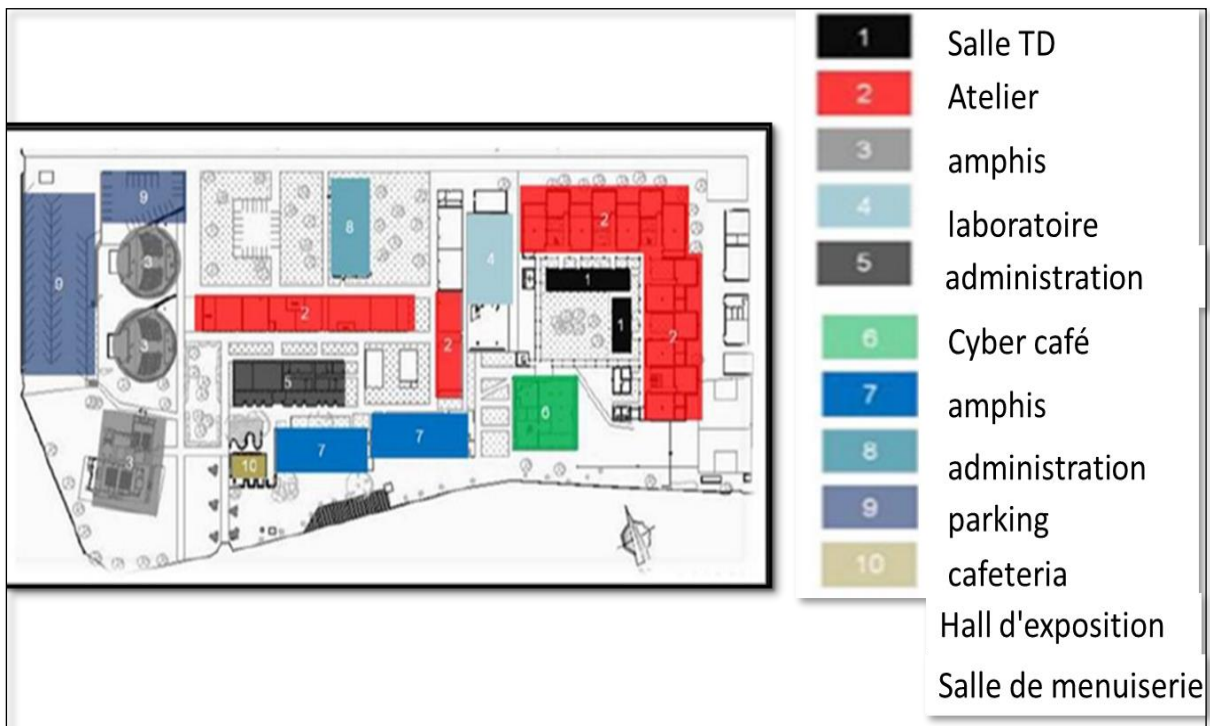 9
9
3
3
3
8
4
2
2
2
2
1
1
5
6
7
7
10
1 Salle TD
2 Atelier
3 amphis
4 laboratoire
5 administration
6 Cyber café
7 amphis
8 administration
9 parking
10 cafeteria
Hall d'exposition
Salle de menuiserie